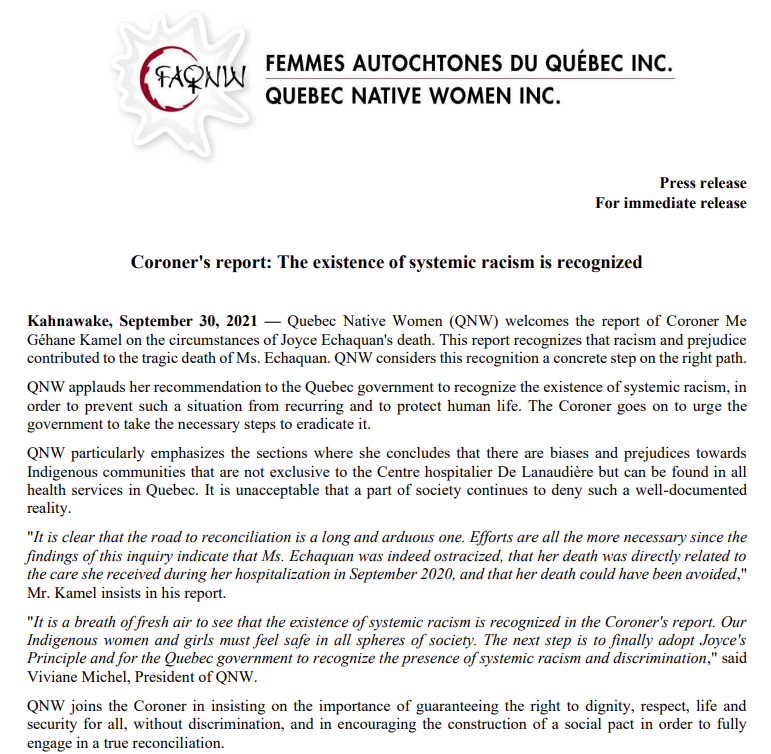 FAQNW
FEMMES AUTOCHTONES DU QUÉBEC INC.
QUEBEC NATIVE WOMEN INC.
Press release
For immediate release
Coroner's report: The existence of systemic racism is recognized
Kahnawake, September 30, 2021 — Quebec Native Women (QNW) welcomes the report of Coroner Me
Géhane Kamel on the circumstances of Joyce Echaquan's death. This report recognizes that racism and prejudice
contributed to the tragic death of Ms. Echaquan. QNW considers this recognition a concrete step on the right path.
QNW applauds her recommendation to the Quebec government to recognize the existence of systemic racism, in
order to prevent such a situation from recurring and to protect human life. The Coroner goes on to urge the
government to take the necessary steps to eradicate it.
QNW particularly emphasizes the sections where she concludes that there are biases and prejudices towards
Indigenous communities that are not exclusive to the Centre hospitalier De Lanaudière but can be found in all
health services in Quebec. It is unacceptable that a part of society continues to deny such a well-documented
reality.
"It is clear that the road to reconciliation is a long and arduous one. Efforts are all the more necessary since the
findings of this inquiry indicate that Ms. Echaquan was indeed ostracized, that her death was directly related to
the care she received during her hospitalization in September 2020, and that her death could have been avoided,"
Mr. Kamel insists in his report.
"It is a breath of fresh air to see that the existence of systemic racism is recognized in the Coroner's report. Our
Indigenous women and girls must feel safe in all spheres of society. The next step is to finally adopt Joyce's
Principle and for the Quebec government to recognize the presence of systemic racism and discrimination," said
Viviane Michel, President of QNW.
QNW joins the Coroner in insisting on the importance of guaranteeing the right to dignity, respect, life and
security for all, without discrimination, and in encouraging the construction of a social pact in order to fully
engage in a true reconciliation.